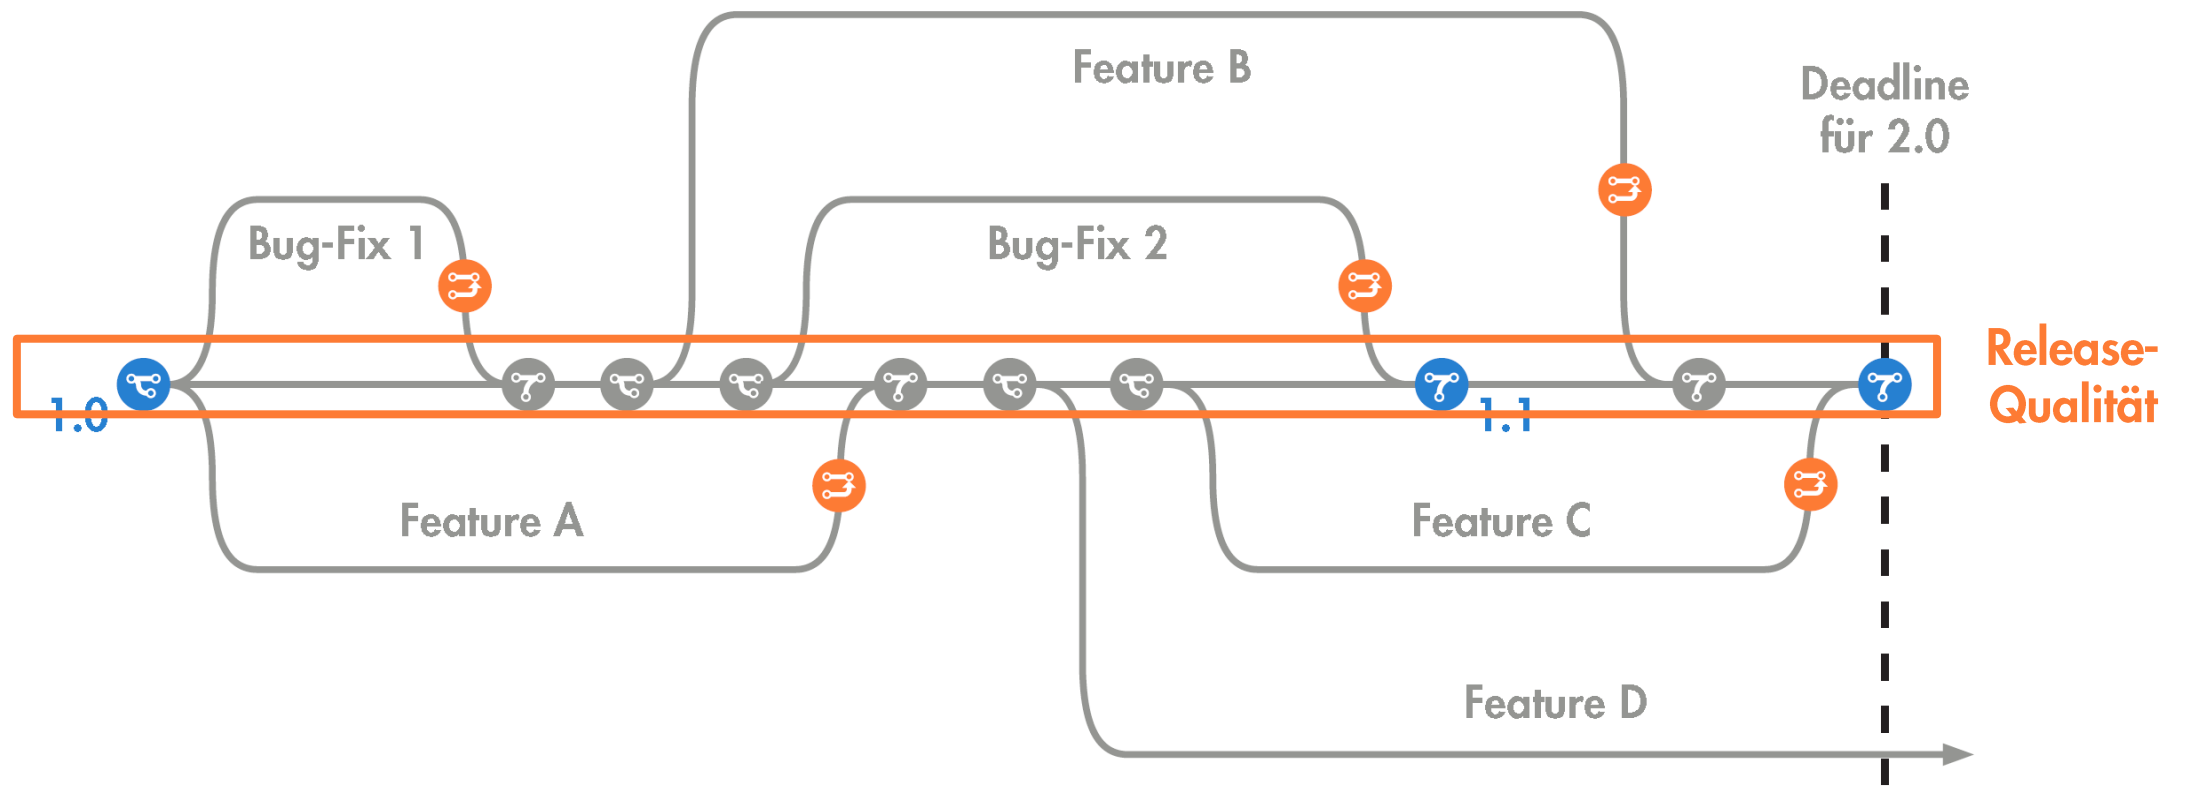 Feature B
Deadline
für 2.0
Bug-Fix 1
Bug-Fix 2
Release-
Qualität
1.0
1.1
Feature A
Feature C
Feature D